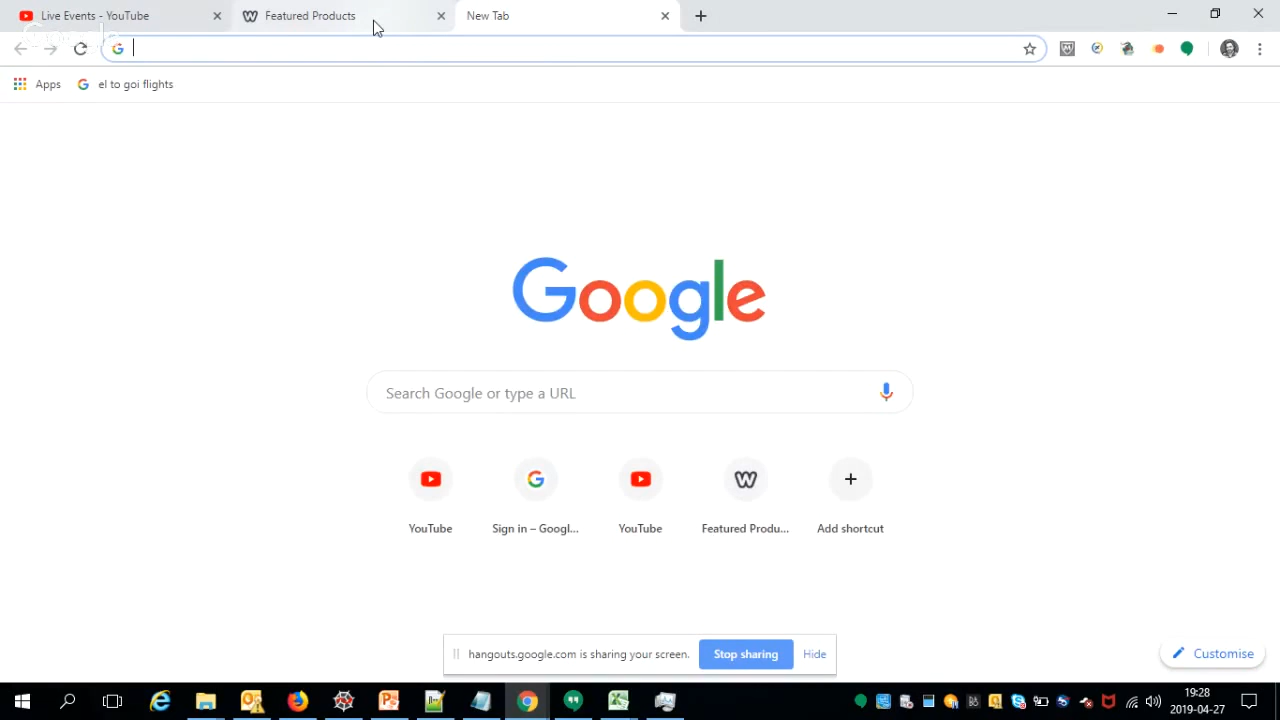 Live Events - YouTube
Featured Products
New Tab
Apps
el to goi flights
Google
Search Google or type a URL
YouTube
Sign in – Googl...
YouTube
Featured Produ...
Add shortcut
hangouts.google.com is sharing your screen.
Stop sharing
Hide
Customise
19:28
2019-04-27